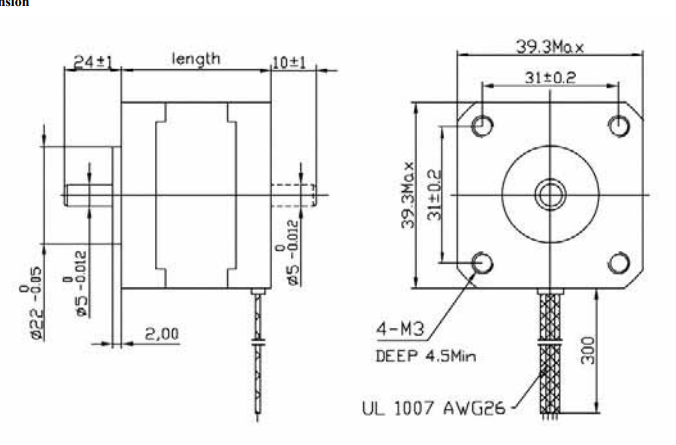 nsion
24±1
length
10±1
39.3Max
31±0.2
39.3Max
31±0.2
0
ø22 -0.05
0
ø5 -0.012
0
ø5 -0.012
2,00
4-M3
DEEP 4.5Min
UL 1007 AWG26
300